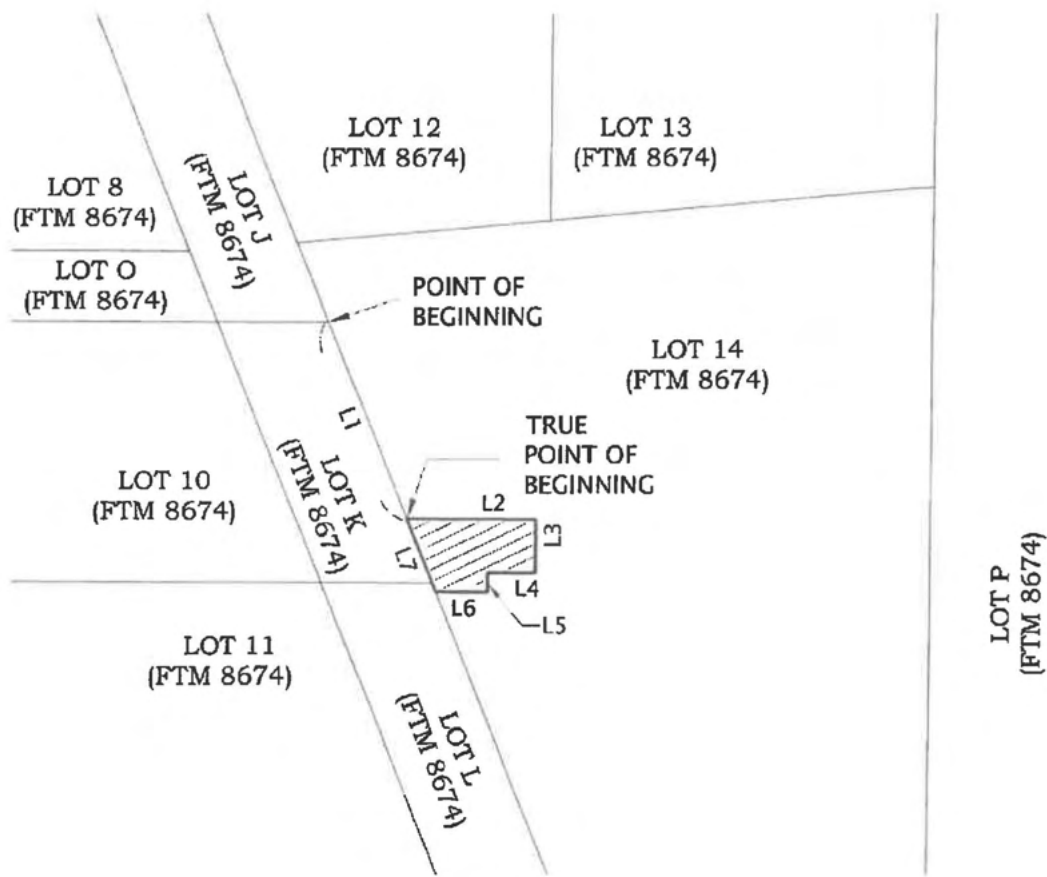 LOT 12
(FTM 8674)
LOT 13
(FTM 8674)
LOT J
(FTM 8674)
LOT 8
(FTM 8674)
LOT O
(FTM 8674)
POINT OF
BEGINNING
LOT 14
(FTM 8674)
L1
TRUE
POINT OF
BEGINNING
LOT K
(FTM 8674)
LOT 10
(FTM 8674)
L2
L3
L7
L4
L6
L5
LOT P
(FTM 8674)
LOT 11
(FTM 8674)
LOT L
(FTM 8674)